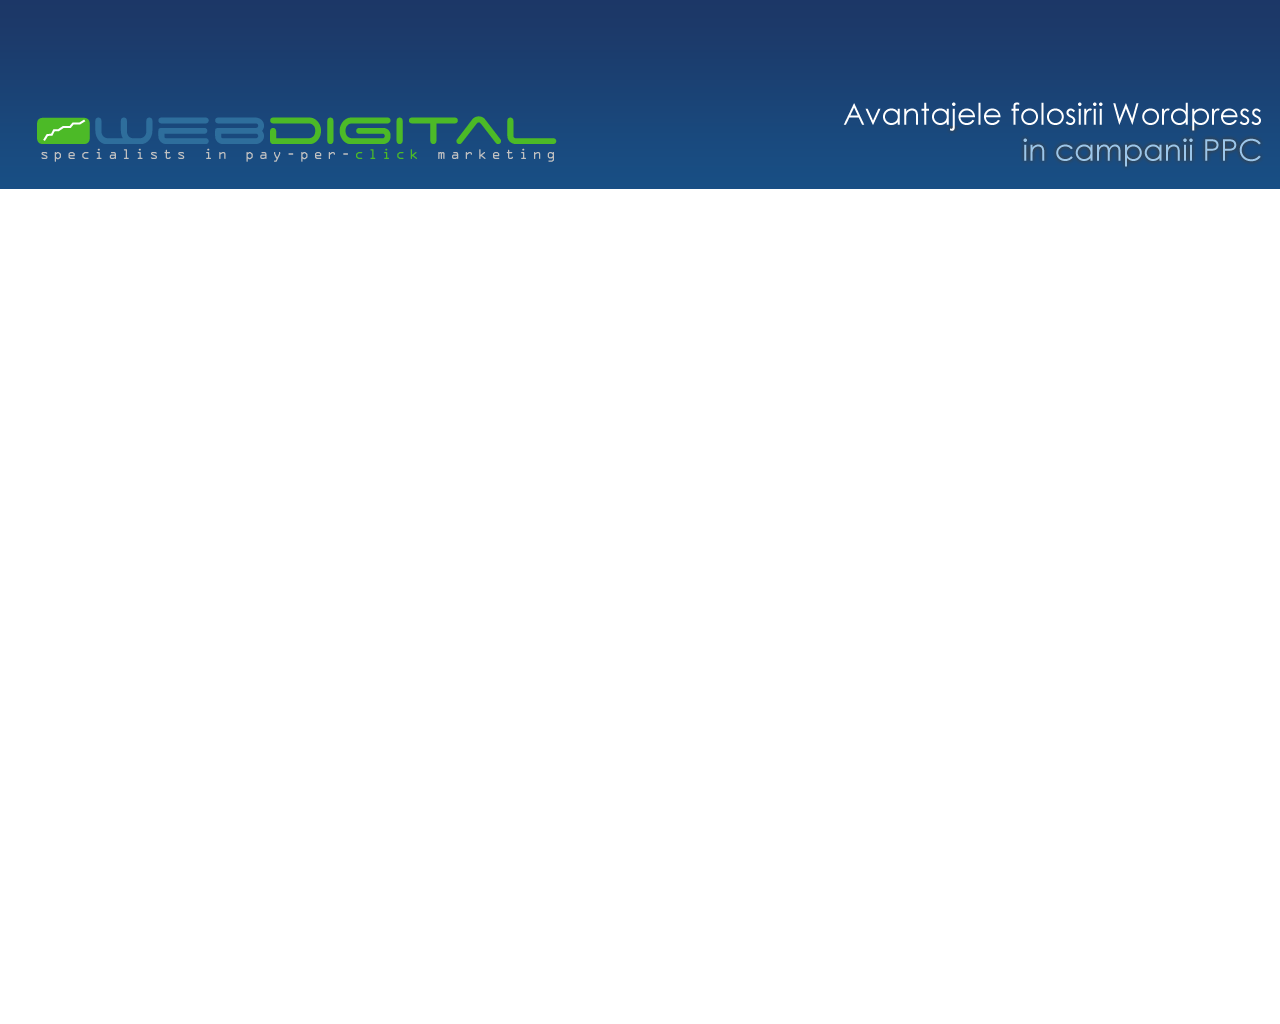 WEBDIGITAL
specialists in pay-per-click marketing
Avantajele folosirii Wordpress
in campanii PPC